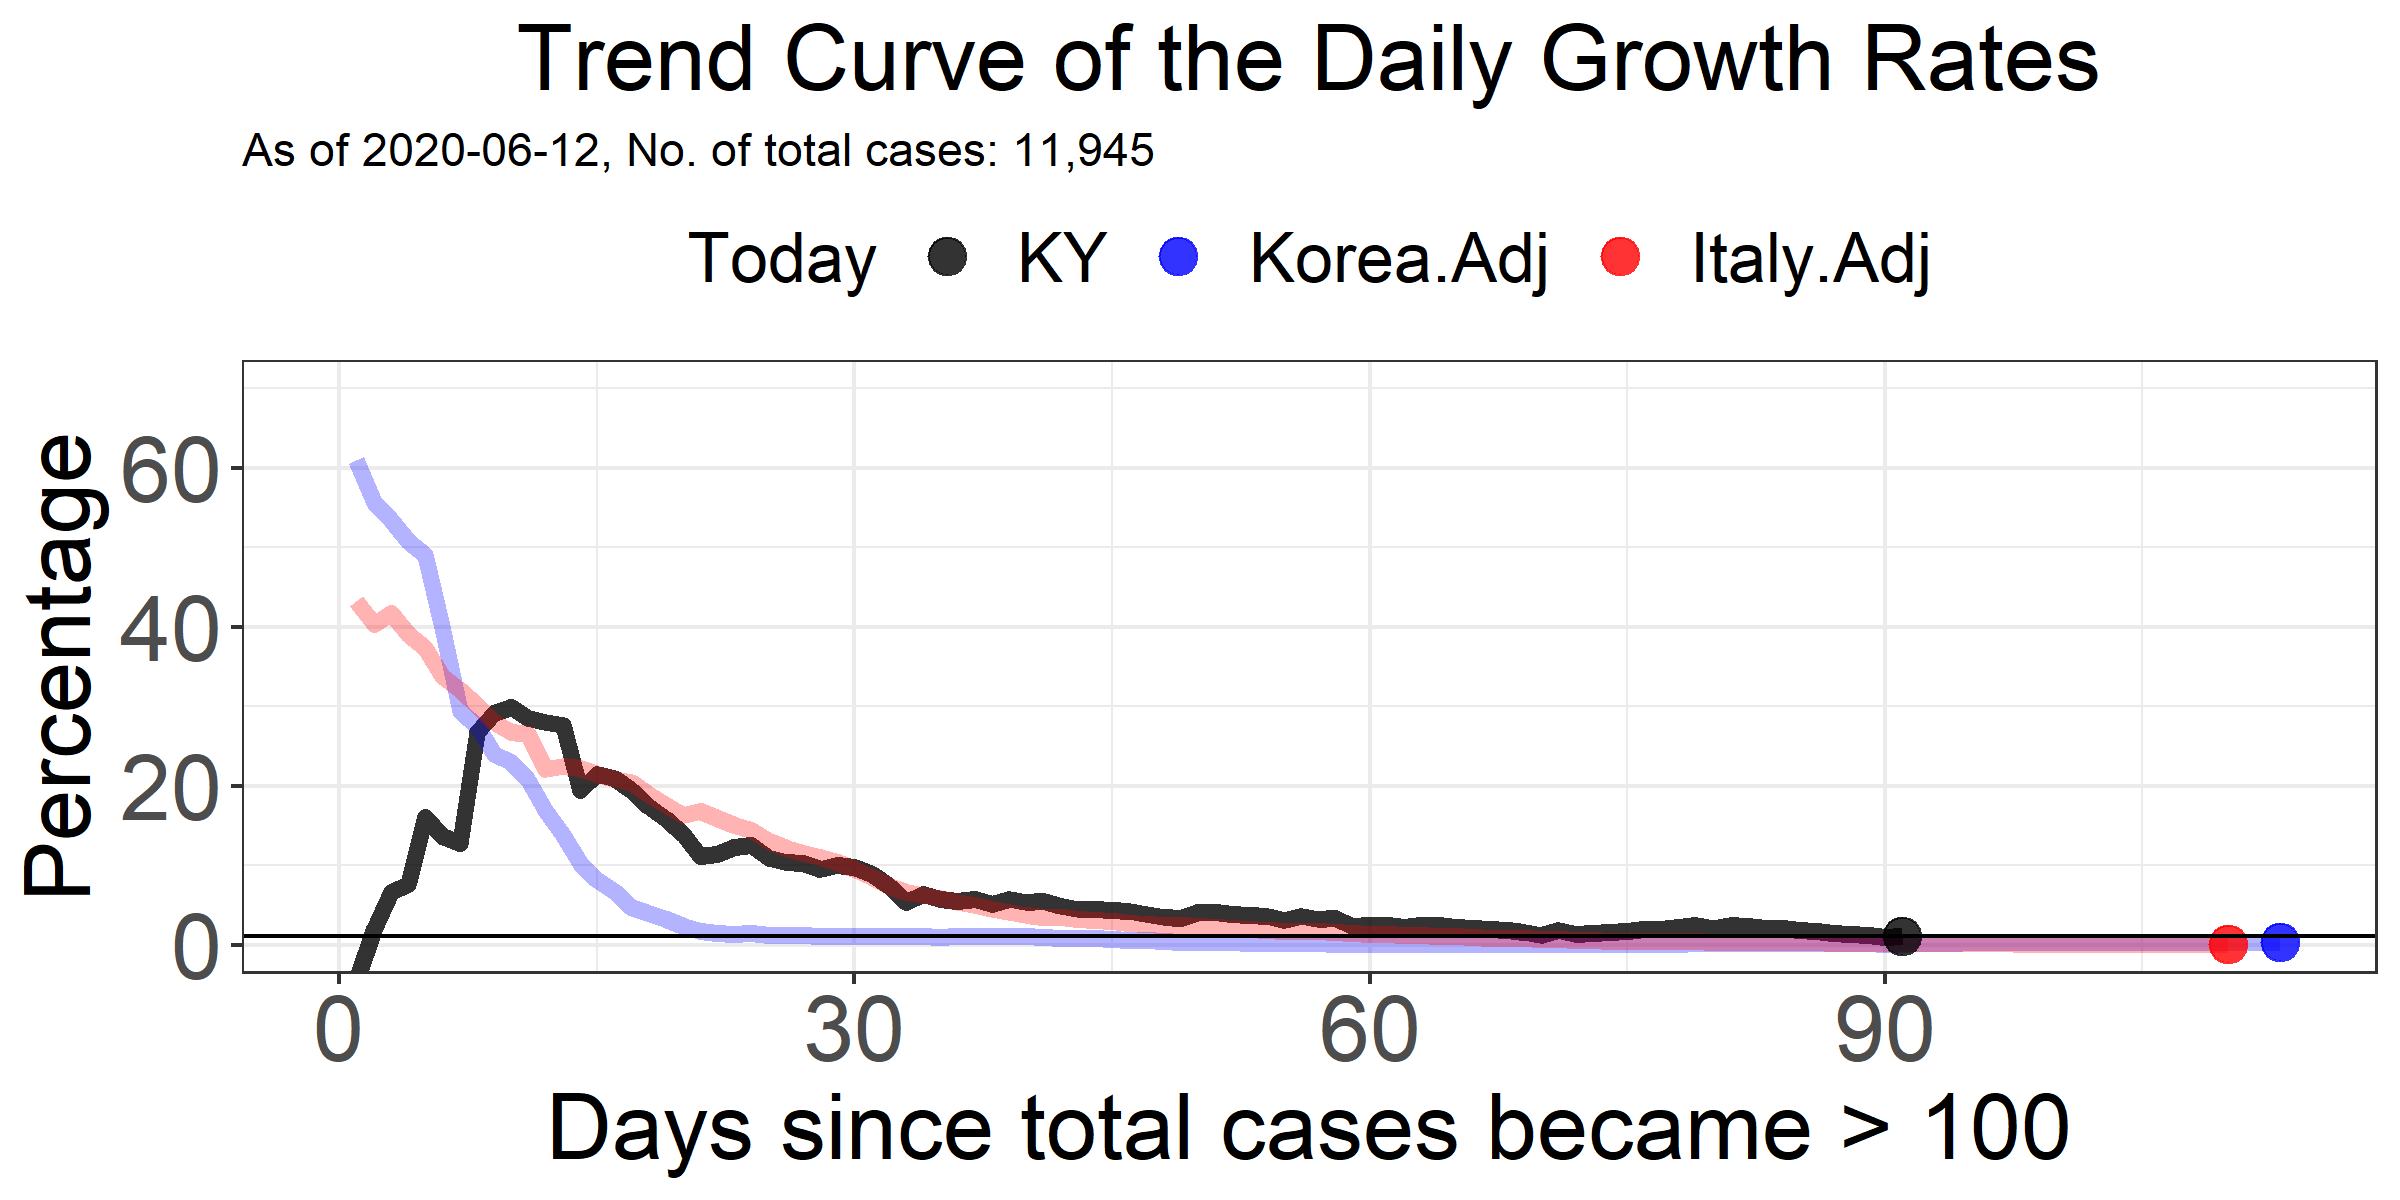 Trend Curve of the Daily Growth Rates
As of 2020-06-12, No. of total cases: 11,945
Today KY Korea.Adj Italy.Adj
Percentage
60
40
20
0
0 30 60 90
Days since total cases became > 100